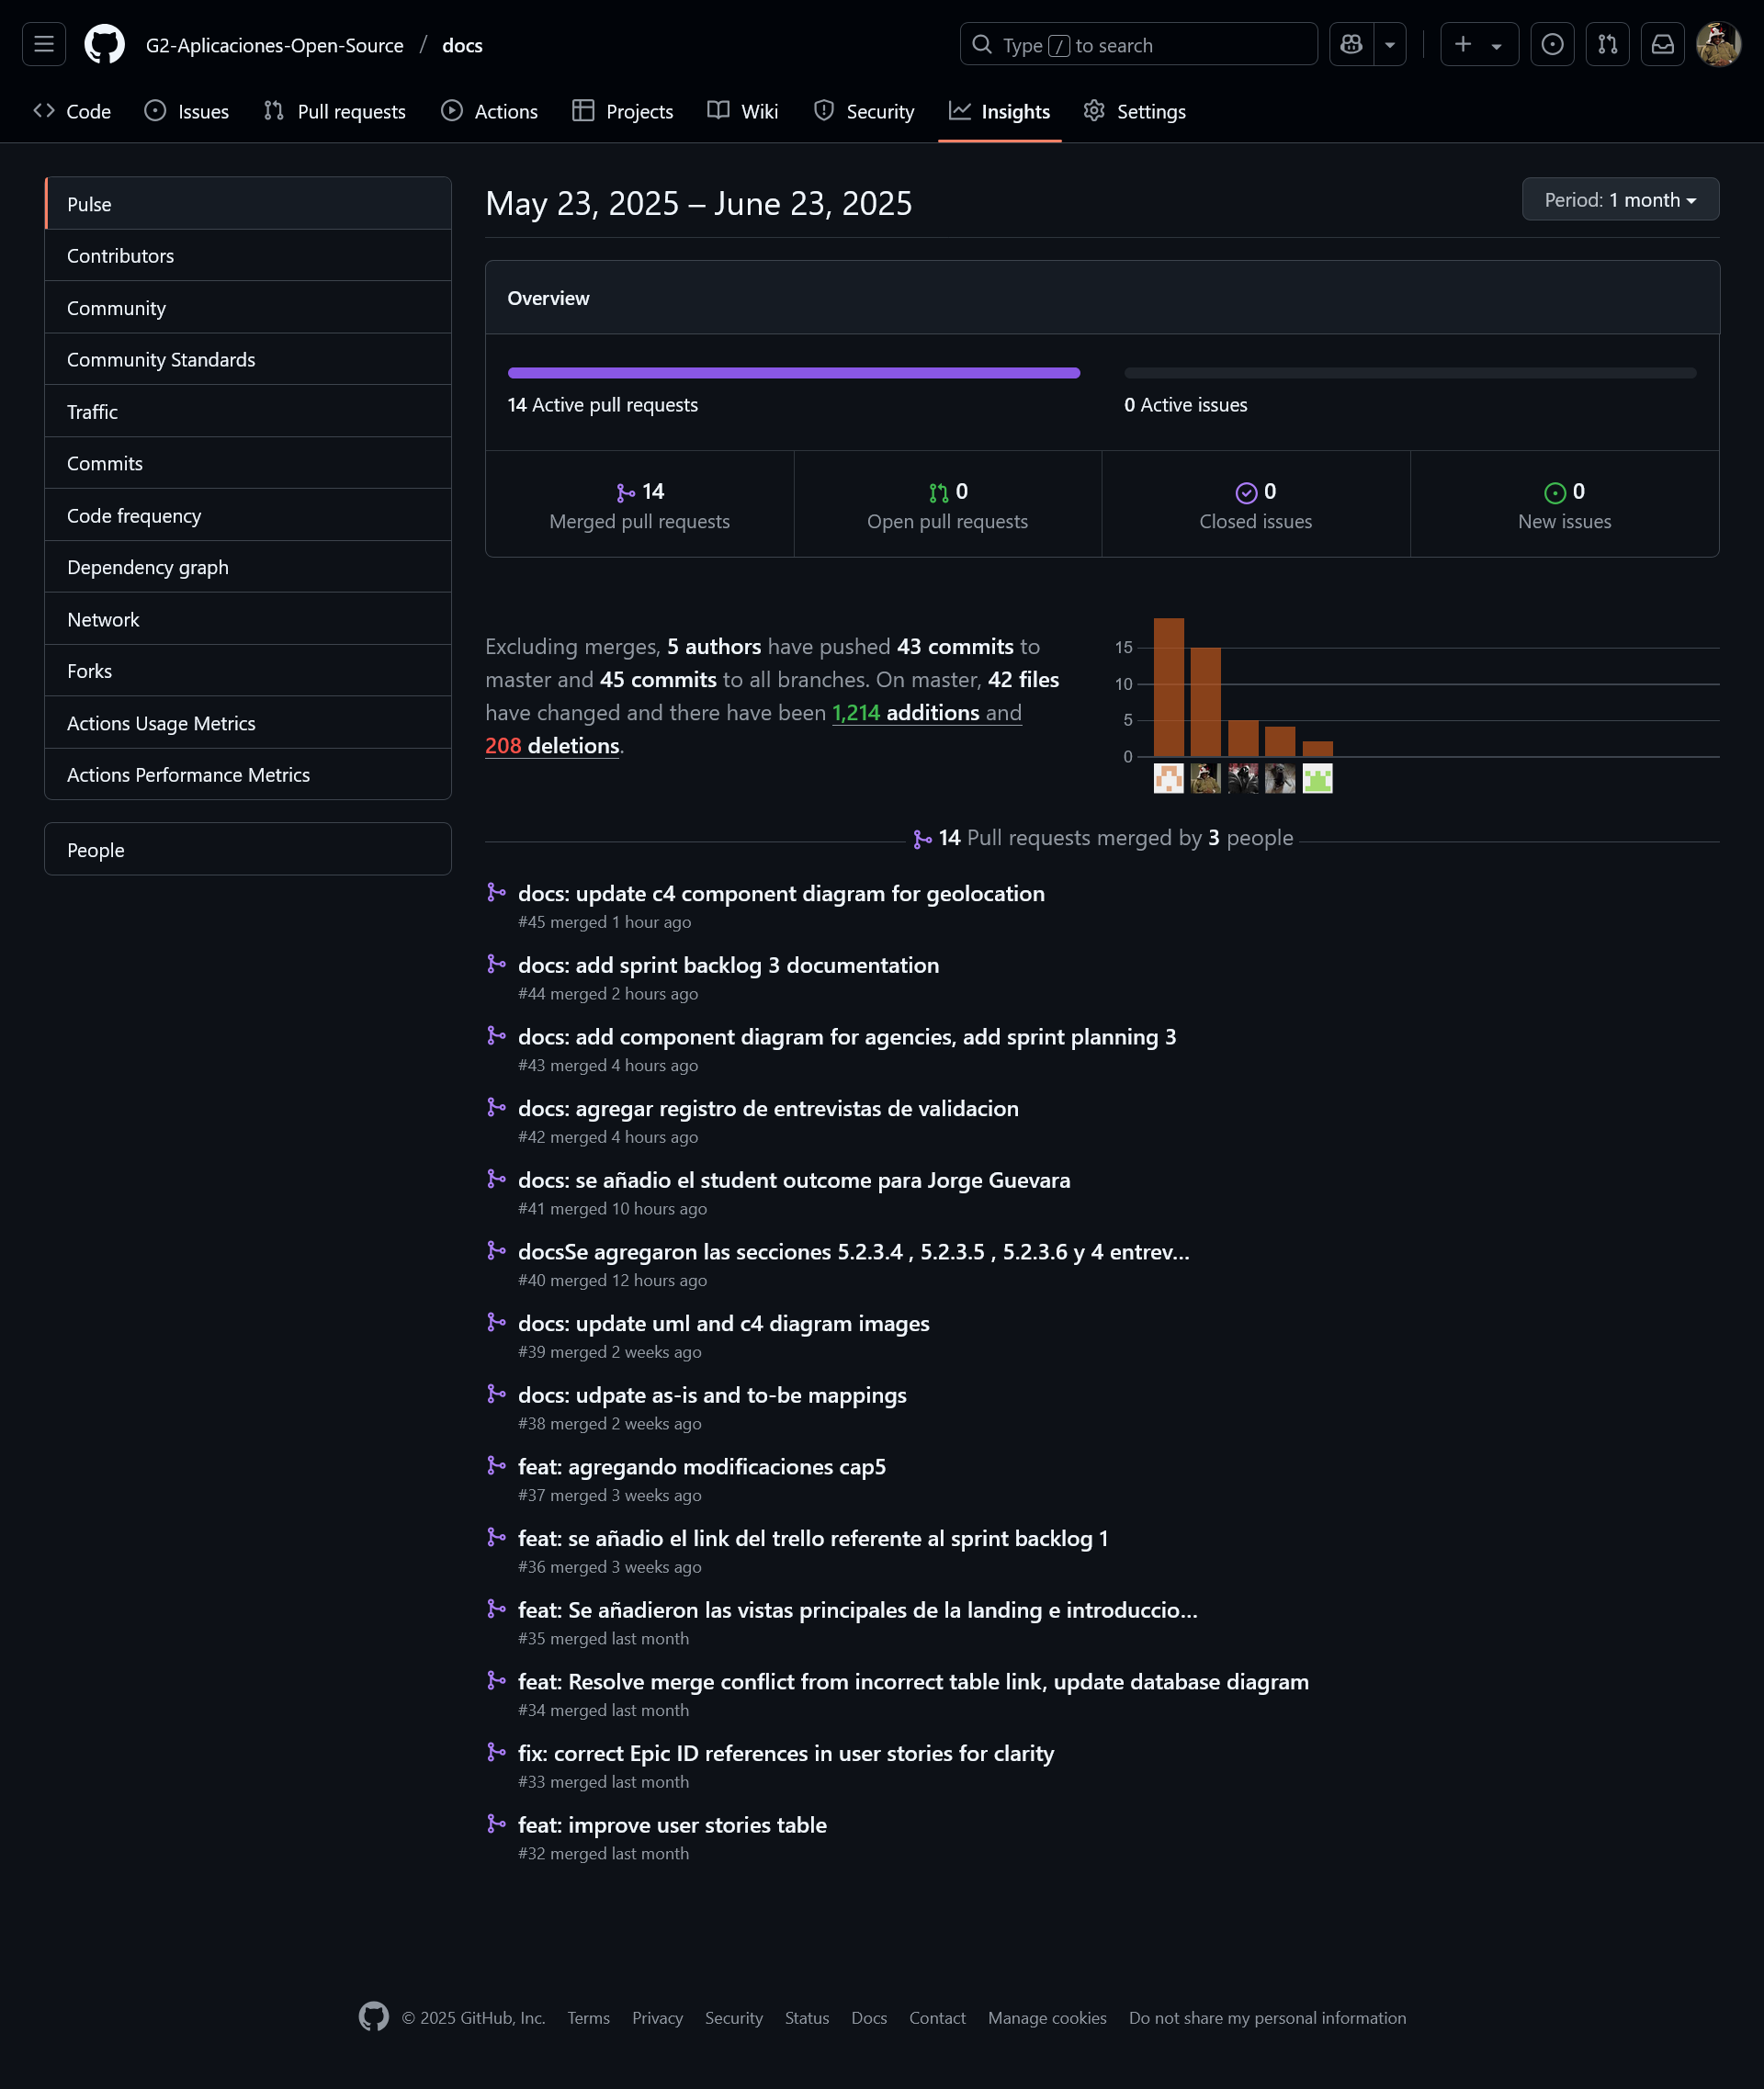 G2-Aplicaciones-Open-Source / docs
Type / to search
Code Issues Pull requests Actions Projects Wiki Security Insights Settings
Pulse
Contributors
Community
Community Standards
Traffic
Commits
Code frequency
Dependency graph
Network
Forks
Actions Usage Metrics
Actions Performance Metrics
People
May 23, 2025 – June 23, 2025
Period: 1 month
Overview
14 Active pull requests
0 Active issues
14
Merged pull requests
0
Open pull requests
0
Closed issues
0
New issues
Excluding merges, 5 authors have pushed 43 commits to
master and 45 commits to all branches. On master, 42 files
have changed and there have been 1,214 additions and
208 deletions.
15
10
5
0
14 Pull requests merged by 3 people
docs: update c4 component diagram for geolocation
#45 merged 1 hour ago
docs: add sprint backlog 3 documentation
#44 merged 2 hours ago
docs: add component diagram for agencies, add sprint planning 3
#43 merged 4 hours ago
docs: agregar registro de entrevistas de validacion
#42 merged 4 hours ago
docs: se añadio el student outcome para Jorge Guevara
#41 merged 10 hours ago
docsSe agregaron las secciones 5.2.3.4 , 5.2.3.5 , 5.2.3.6 y 4 entrev…
#40 merged 12 hours ago
docs: update uml and c4 diagram images
#39 merged 2 weeks ago
docs: udpate as-is and to-be mappings
#38 merged 2 weeks ago
feat: agregando modificaciones cap5
#37 merged 3 weeks ago
feat: se añadio el link del trello referente al sprint backlog 1
#36 merged 3 weeks ago
feat: Se añadieron las vistas principales de la landing e introduccio…
#35 merged last month
feat: Resolve merge conflict from incorrect table link, update database diagram
#34 merged last month
fix: correct Epic ID references in user stories for clarity
#33 merged last month
feat: improve user stories table
#32 merged last month
© 2025 GitHub, Inc. Terms Privacy Security Status Docs Contact Manage cookies Do not share my personal information